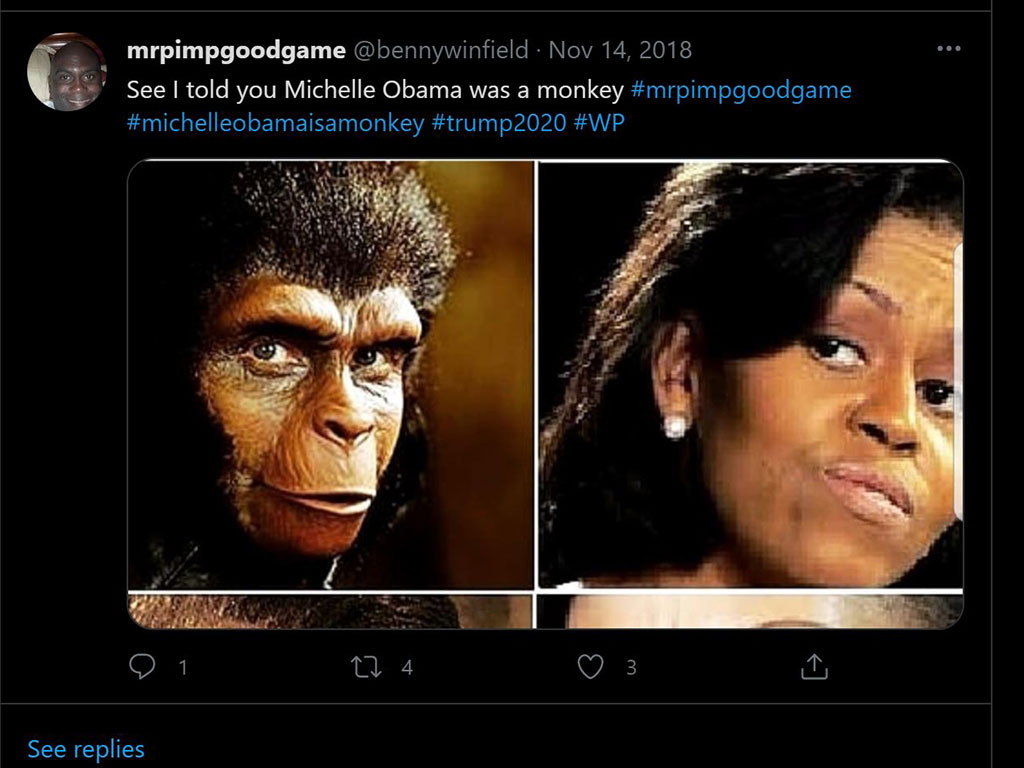 mrpimpgoodgame @bennywinfield · Nov 14, 2018
See I told you Michelle Obama was a monkey #mrpimpgoodgame
#michelleobamaisamonkey #trump2020 #WP
1 4 3
See replies